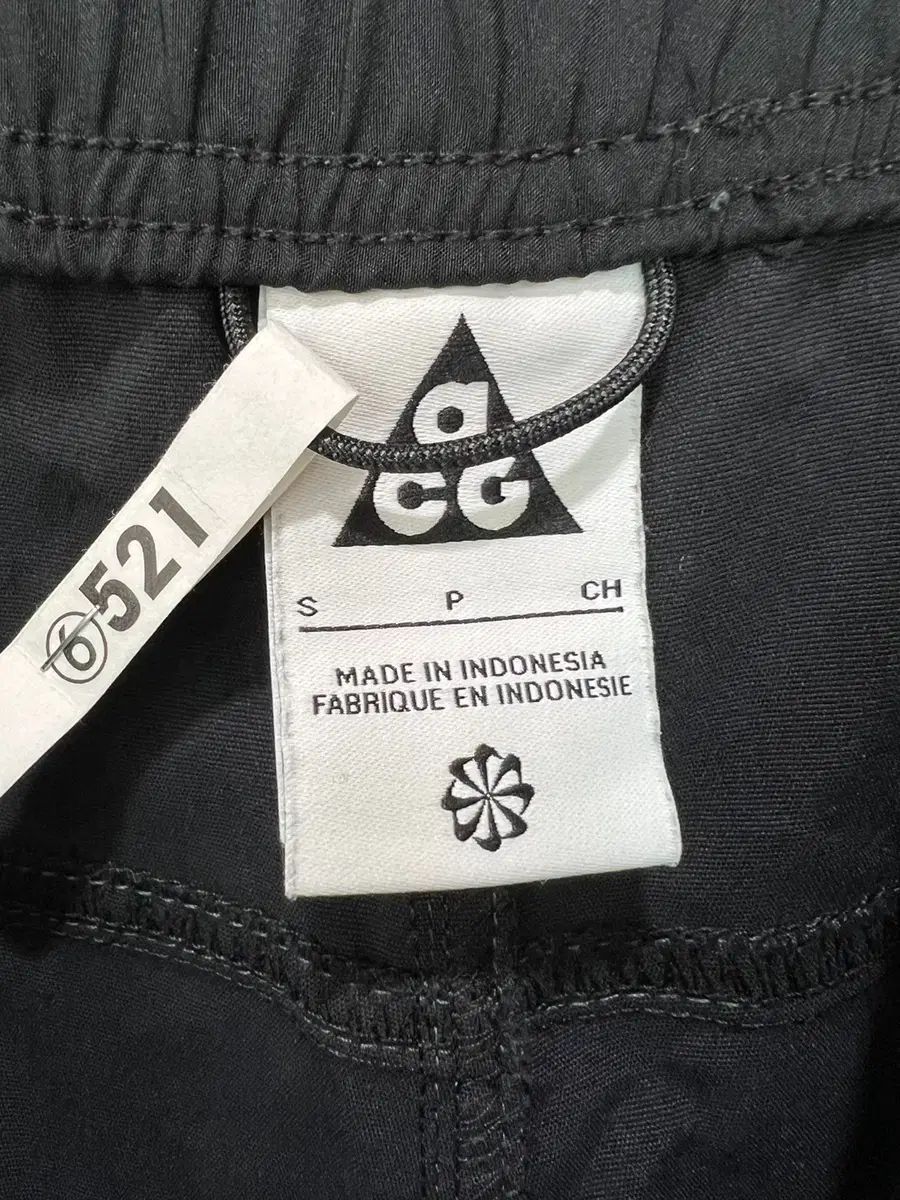 aCG
S P CH
MADE IN INDONESIA
FABRIQUE EN INDONESIE
6521